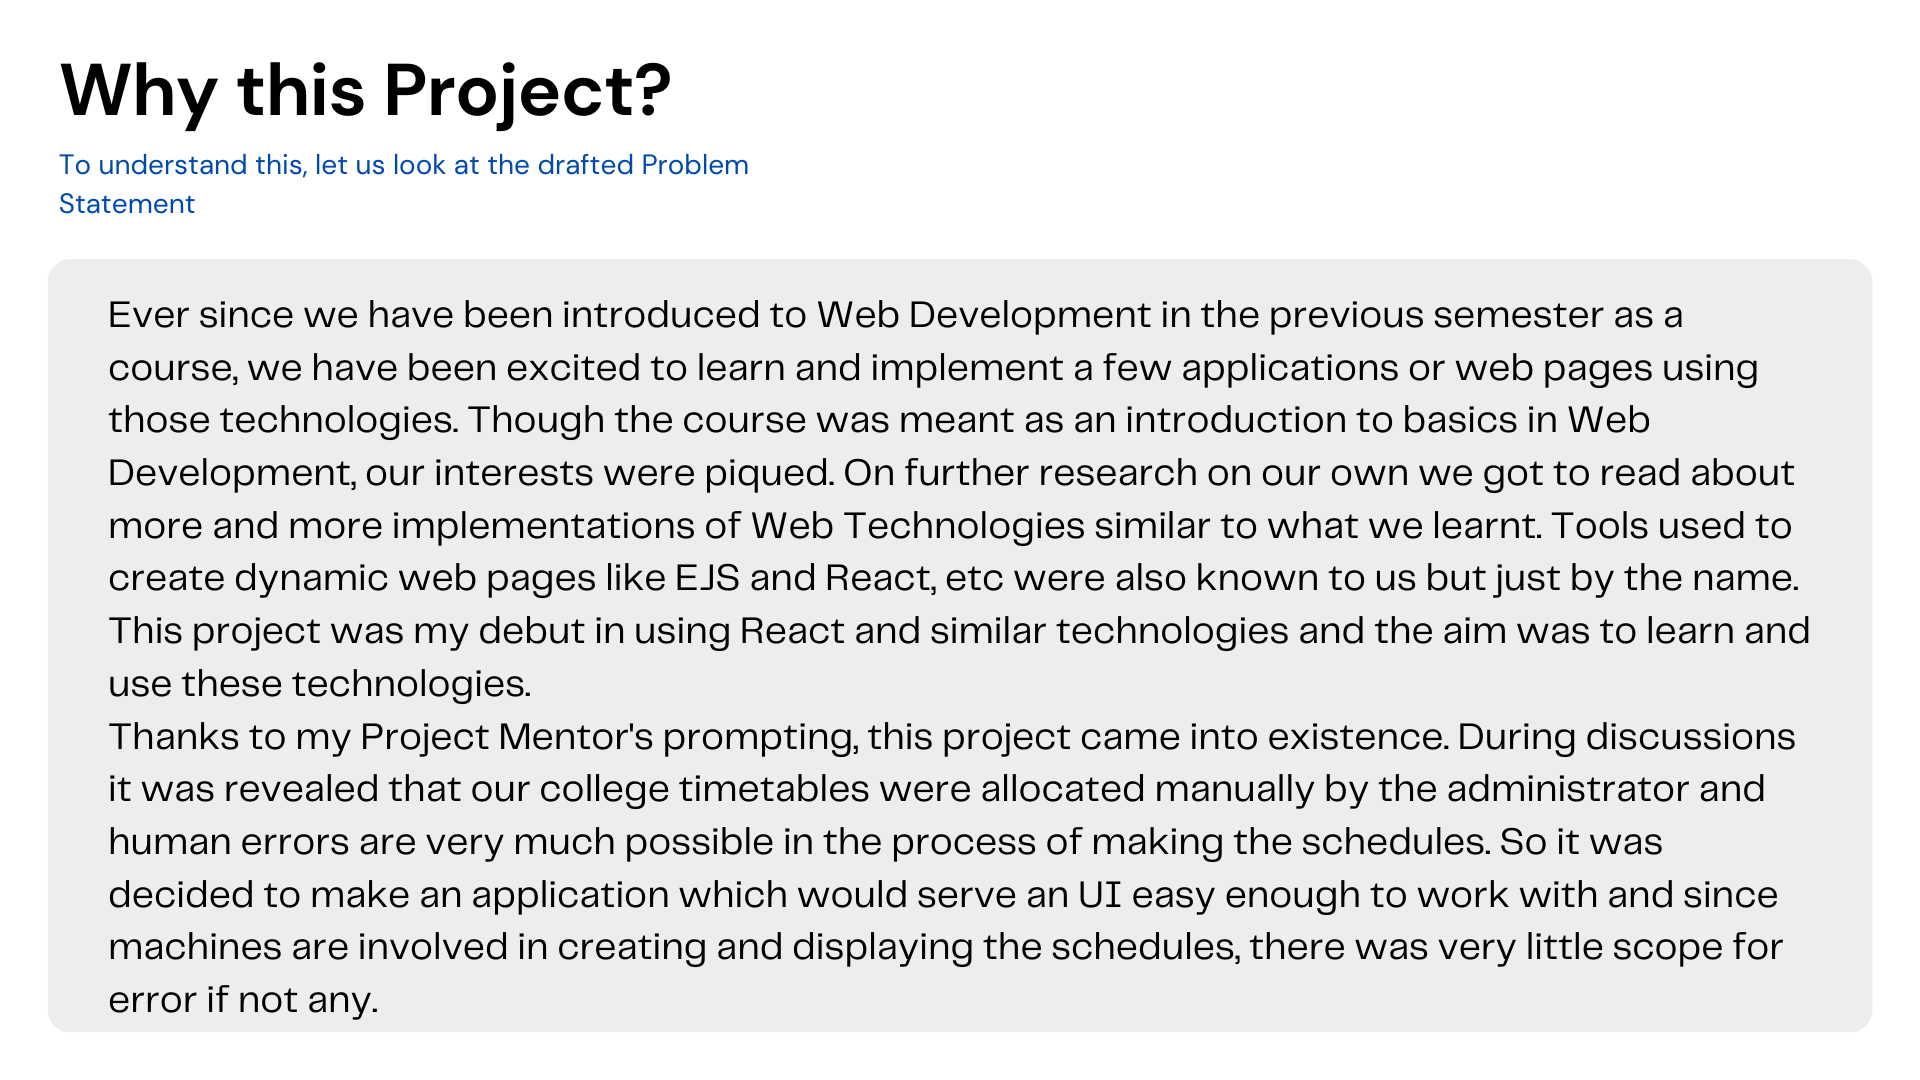 Why this Project?
To understand this, let us look at the drafted Problem
Statement
Ever since we have been introduced to Web Development in the previous semester as a
course, we have been excited to learn and implement a few applications or web pages using
those technologies. Though the course was meant as an introduction to basics in Web
Development, our interests were piqued. On further research on our own we got to read about
more and more implementations of Web Technologies similar to what we learnt. Tools used to
create dynamic web pages like EJS and React, etc were also known to us but just by the name.
This project was my debut in using React and similar technologies and the aim was to learn and
use these technologies.
Thanks to my Project Mentor's prompting, this project came into existence. During discussions
it was revealed that our college timetables were allocated manually by the administrator and
human errors are very much possible in the process of making the schedules. So it was
decided to make an application which would serve an UI easy enough to work with and since
machines are involved in creating and displaying the schedules, there was very little scope for
error if not any.